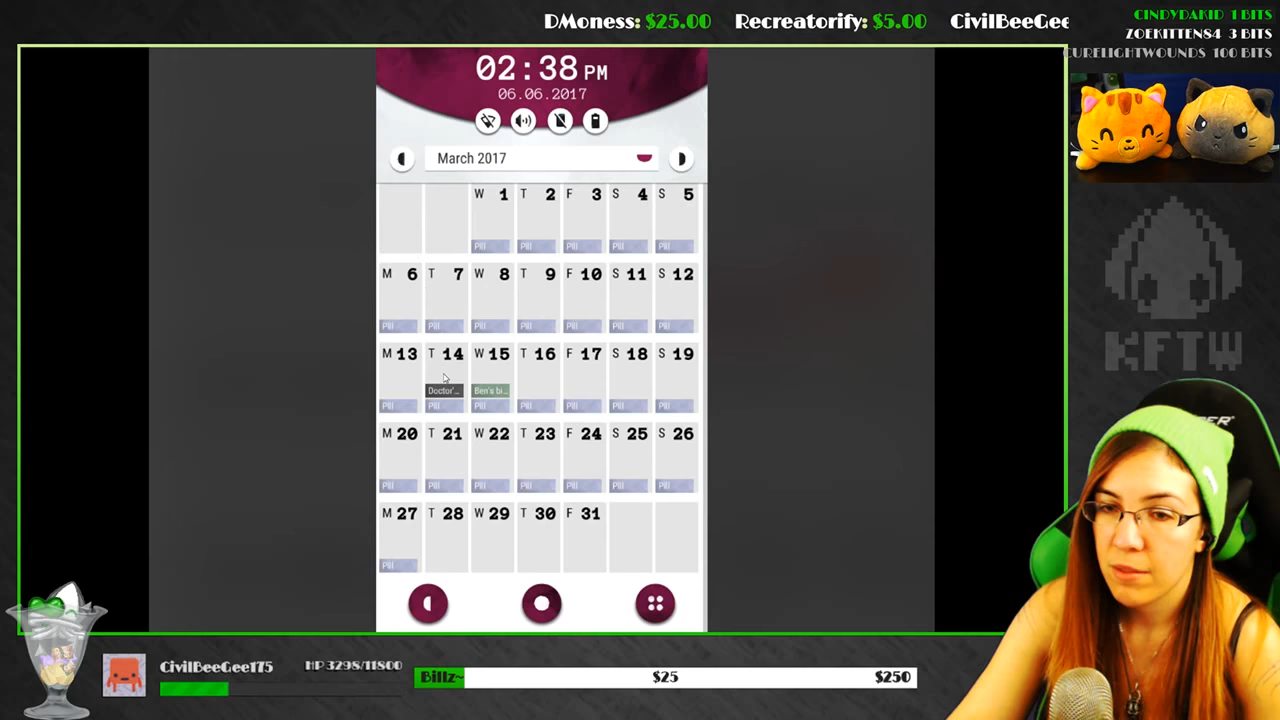 DMoness: $25.00 Recreatorify: $5.00 CivilBeeGee
CINDYDAKID 1 BITS
ZOEKITTENS4 3 BITS
CURELIGHTWOUNDS 100 BITS
02:38 PM
06.06.2017
March 2017
W 1 T 2 F 3 S 4 S 5
Pill Pill Pill Pill Pill
M 6 T 7 W 8 T 9 F 10 S 11 S 12
Pill Pill Pill Pill Pill Pill Pill
M 13 T 14 W 15 T 16 F 17 S 18 S 19
Doctor'... Ben's bi...
Pill Pill Pill Pill Pill Pill Pill
M 20 T 21 W 22 T 23 F 24 S 25 S 26
Pill Pill Pill Pill Pill Pill Pill
M 27 T 28 W 29 T 30 F 31
Pill
KFTW
CivilBeeGee175 HP 3298/11800
Billz~ $25 $250